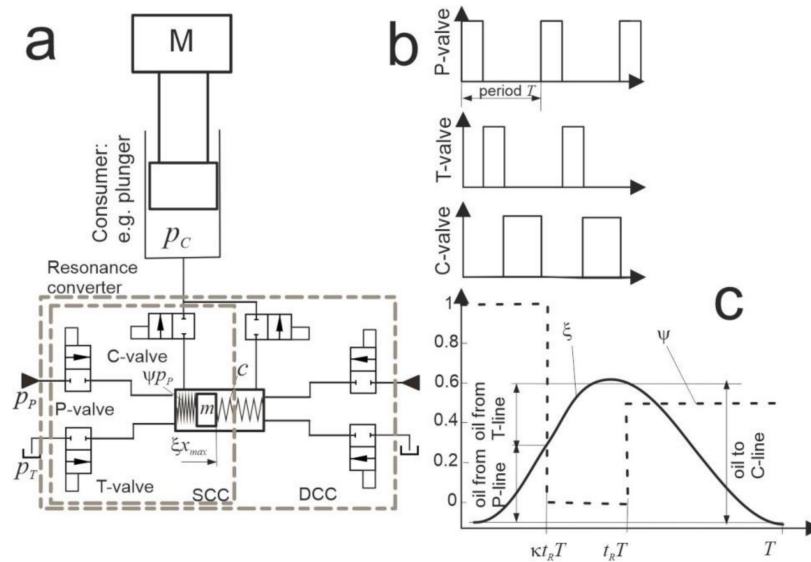 a
M
Consumer:
e.g. plunger
p_C
Resonance
converter
C-valve
ψp_P
c
p_P
P-valve
m
ξx_max
p_T
T-valve
SCC
DCC
b
P-valve
period T
T-valve
C-valve
c
1
0.8
0.6
0.4
0.2
0
ξ
ψ
oil from
P-line
oil from
T-line
oil to
C-line
κt_RT
t_RT
T